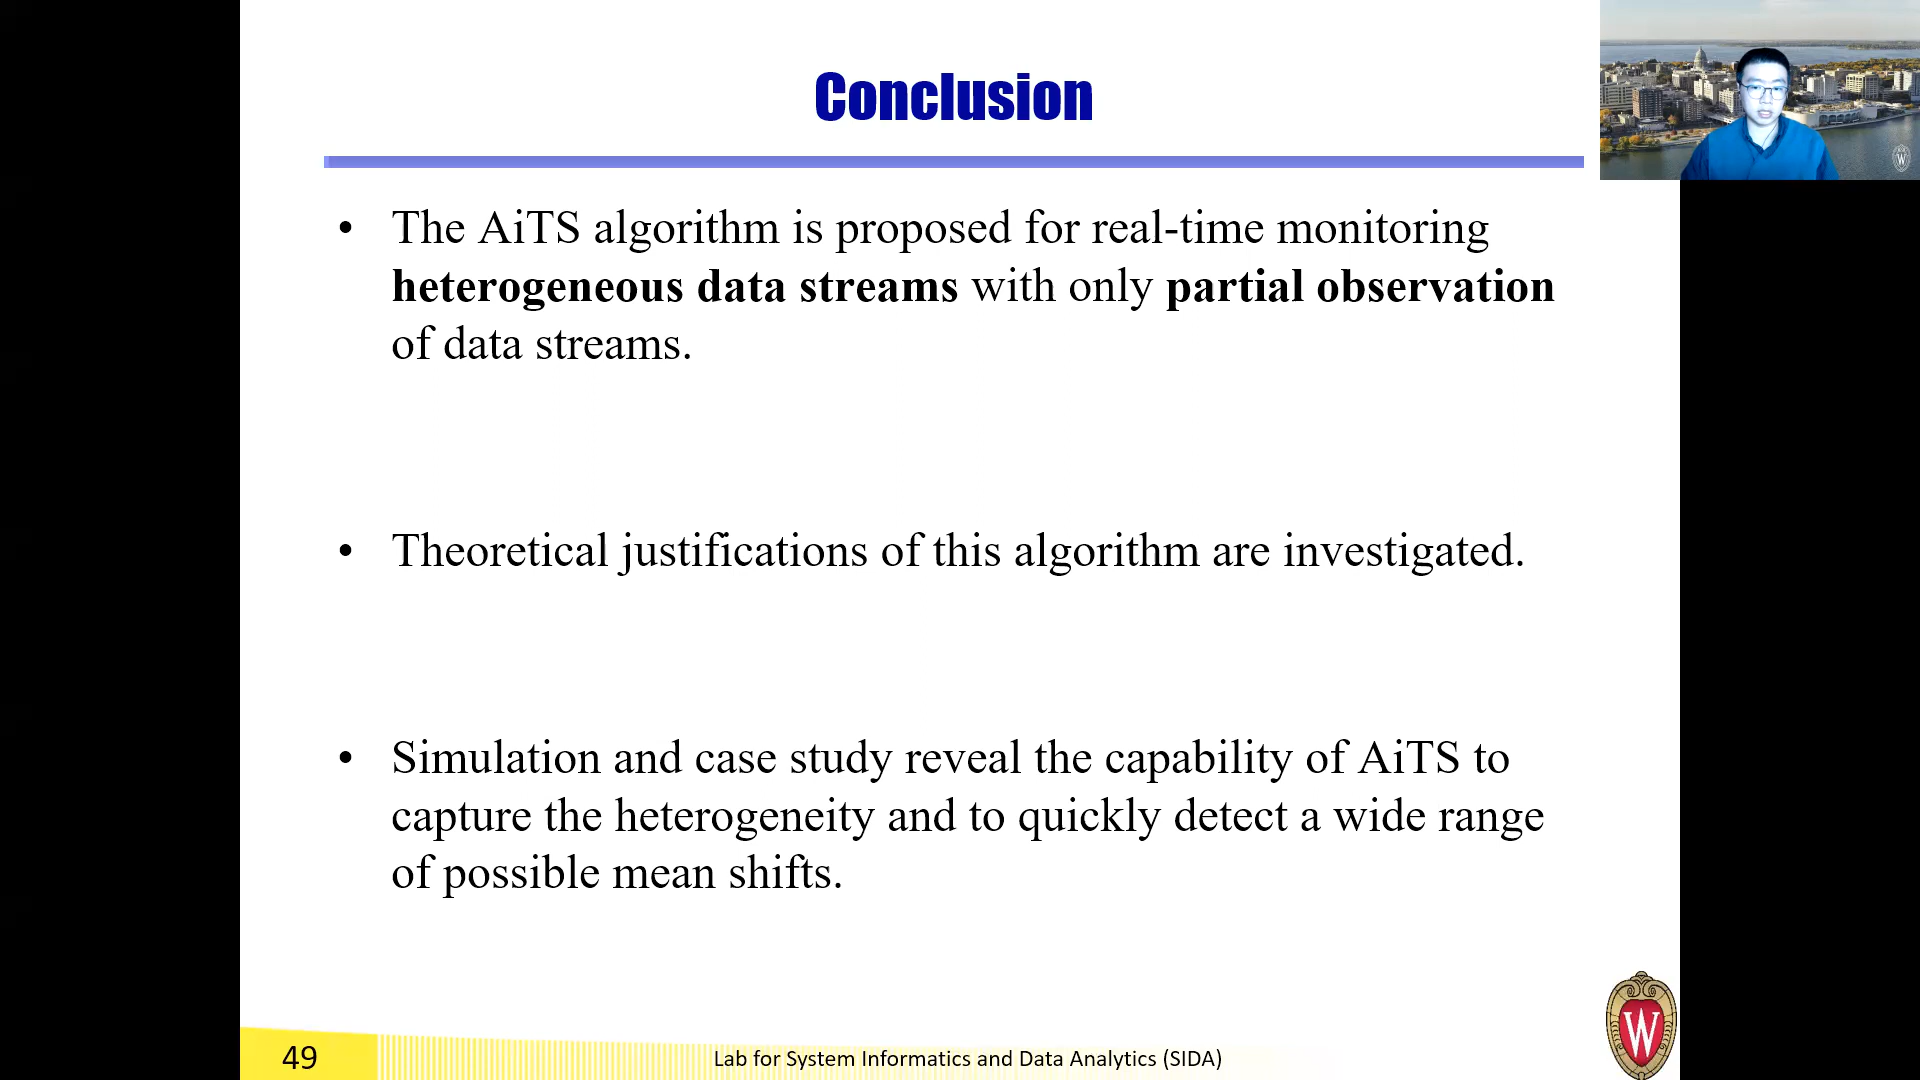 Conclusion
• The AiTS algorithm is proposed for real-time monitoring
heterogeneous data streams with only partial observation
of data streams.
• Theoretical justifications of this algorithm are investigated.
• Simulation and case study reveal the capability of AiTS to
capture the heterogeneity and to quickly detect a wide range
of possible mean shifts.
49
Lab for System Informatics and Data Analytics (SIDA)
W
W